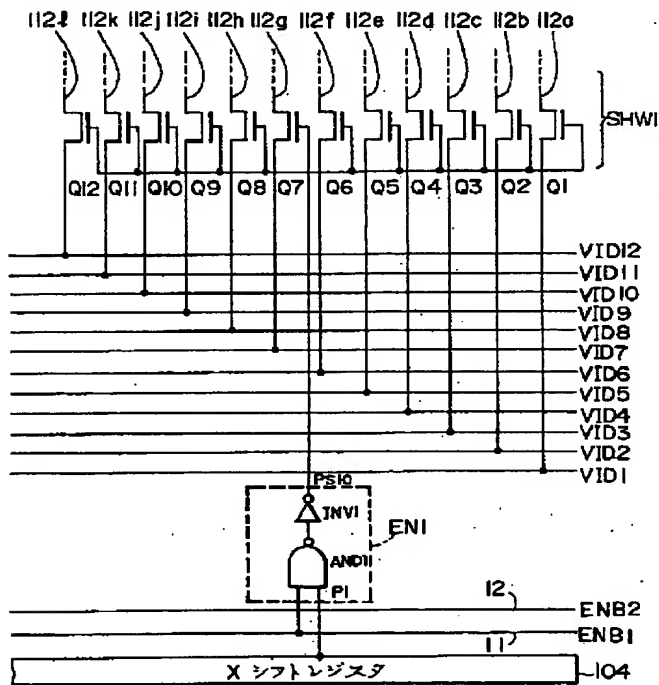 112ℓ 112k 112j 112i 112h 112g 112f 112e 112d 112c 112b 112a
SHW1
Q12 Q11 Q10 Q9 Q8 Q7 Q6 Q5 Q4 Q3 Q2 Q1
VID12
VID11
VID10
VID9
VID8
VID7
VID6
VID5
VID4
VID3
VID2
VID1
PS10
INV1
EN1
AND11
P1
12
ENB2
ENB1
11
X シフトレジスタ
104